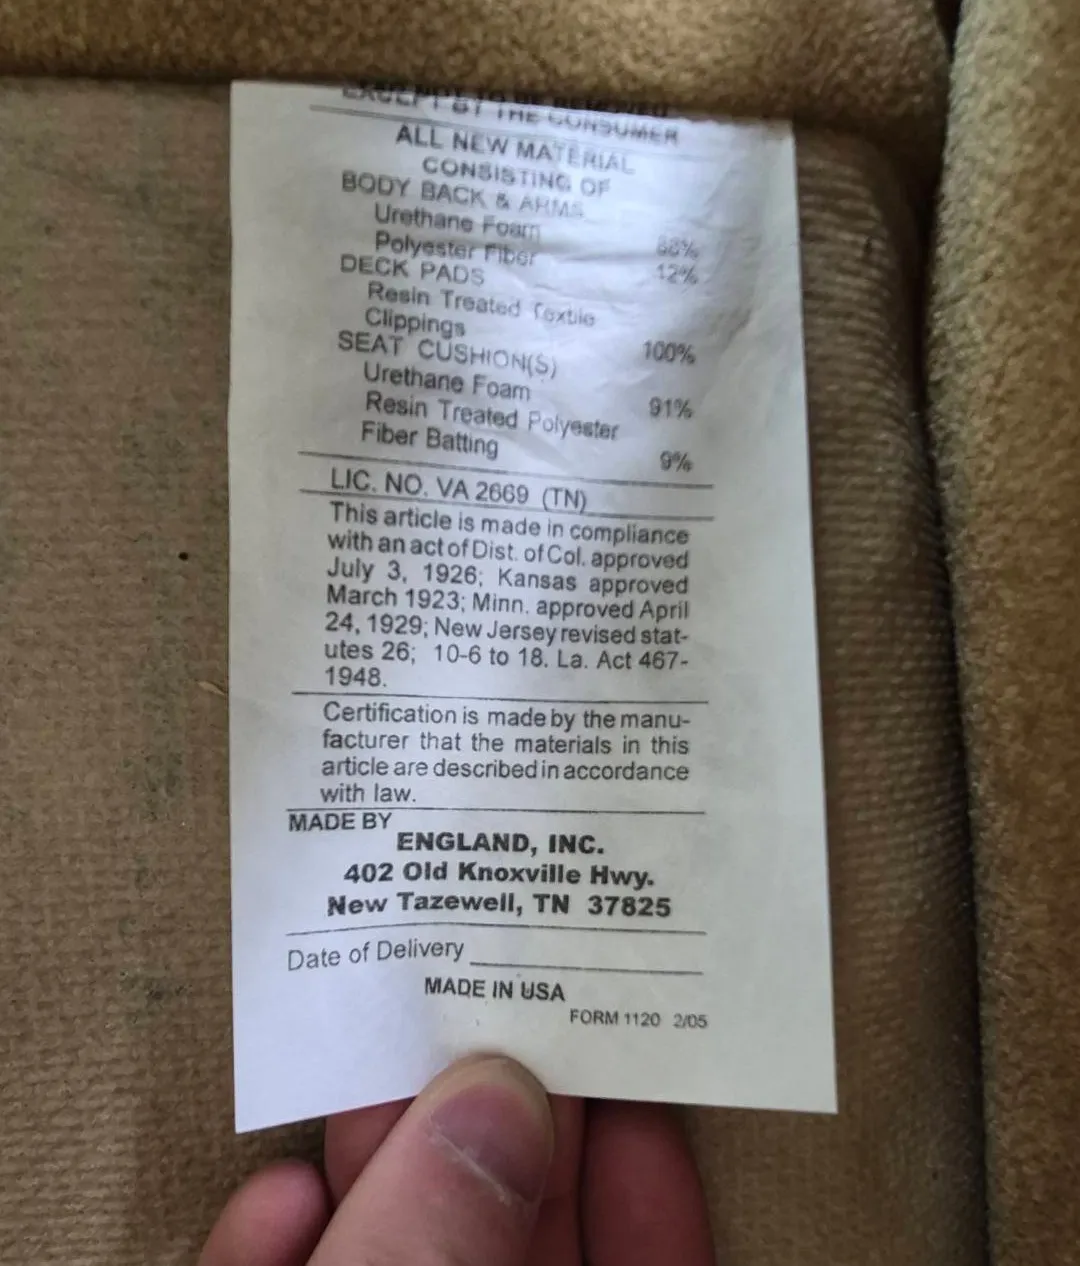 EXCEPT BY THE CONSUMER
ALL NEW MATERIAL
CONSISTING OF
BODY BACK & ARMS
Urethane Foam 88%
Polyester Fiber 12%
DECK PADS
Resin Treated Textile
Clippings 100%
SEAT CUSHION(S)
Urethane Foam 91%
Resin Treated Polyester
Fiber Batting 9%
LIC. NO. VA 2669 (TN)
This article is made in compliance
with an act of Dist. of Col. approved
July 3, 1926; Kansas approved
March 1923; Minn. approved April
24, 1929; New Jersey revised stat-
utes 26; 10-6 to 18. La. Act 467-
1948.
Certification is made by the manu-
facturer that the materials in this
article are described in accordance
with law.
MADE BY
ENGLAND, INC.
402 Old Knoxville Hwy.
New Tazewell, TN 37825
Date of Delivery
MADE IN USA
FORM 1120 2/05